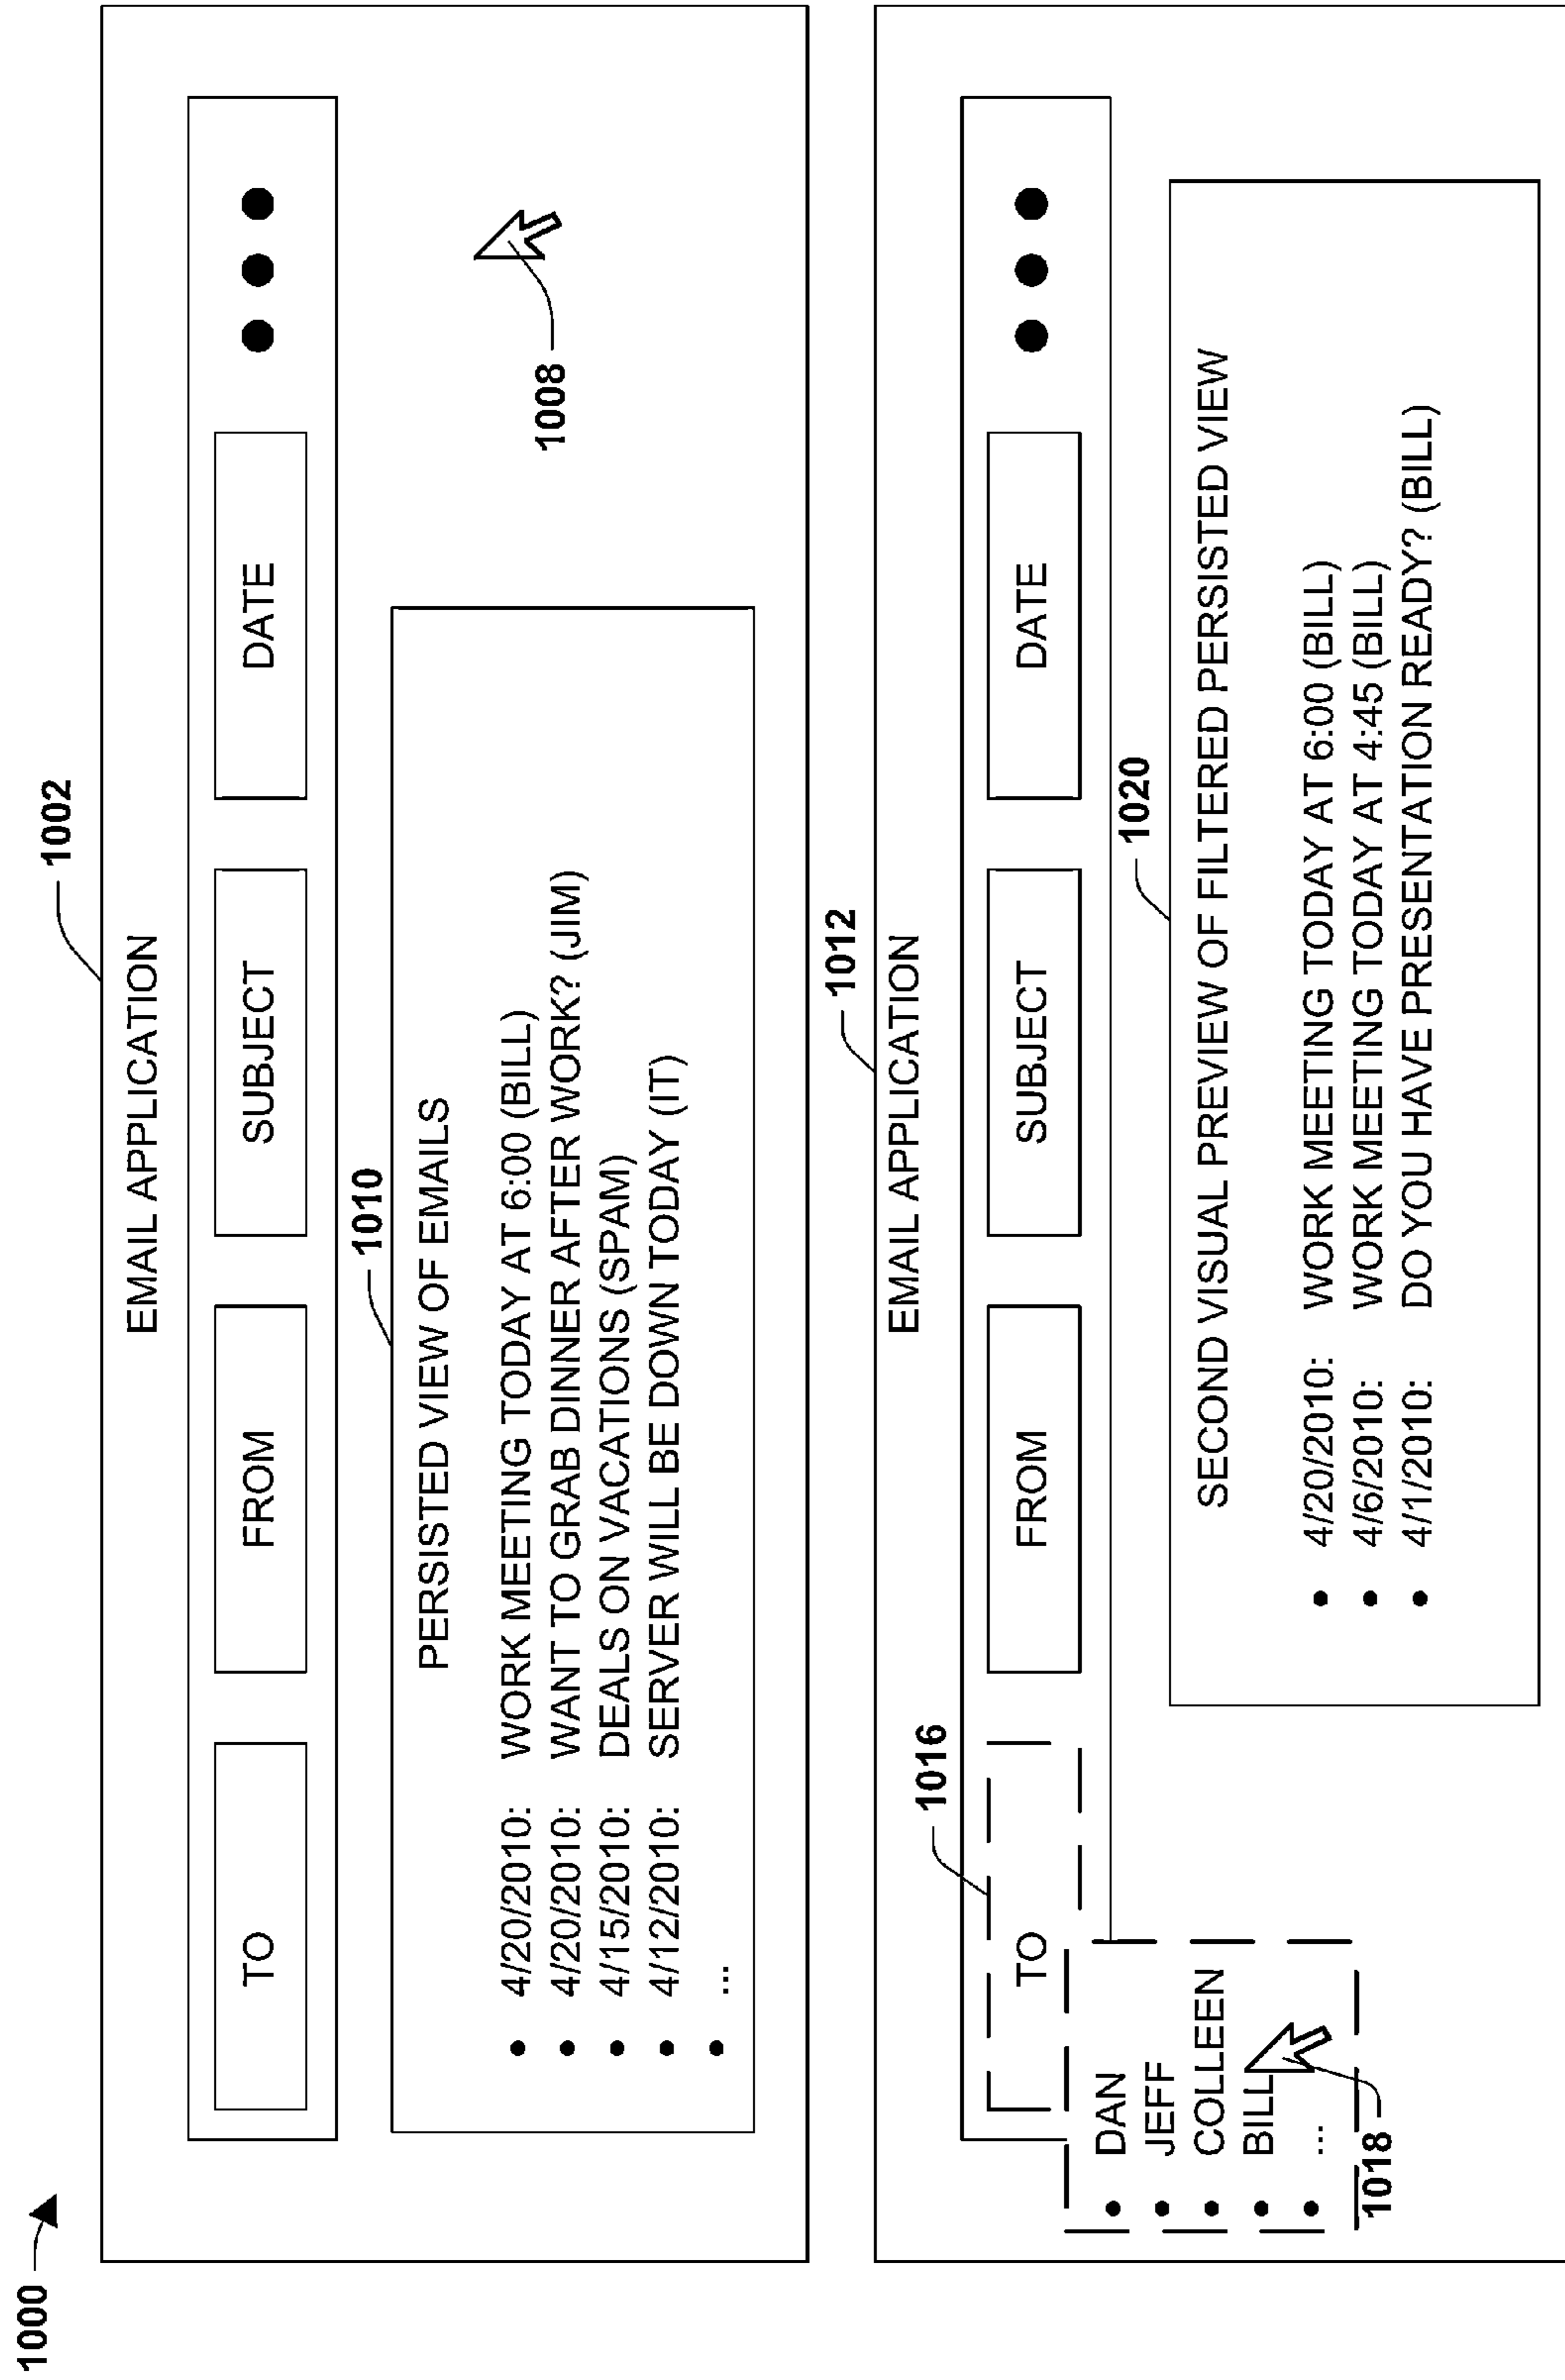 1000
1002
EMAIL APPLICATION
TO FROM SUBJECT DATE
1010
PERSISTED VIEW OF EMAILS
• 4/20/2010: WORK MEETING TODAY AT 6:00 (BILL)
• 4/20/2010: WANT TO GRAB DINNER AFTER WORK? (JIM)
• 4/15/2010: DEALS ON VACATIONS (SPAM)
• 4/12/2010: SERVER WILL BE DOWN TODAY (IT)
• ...
1008
1012
EMAIL APPLICATION
1016
TO FROM SUBJECT DATE
• DAN
• JEFF
• COLLEEN
• BILL
• ...
1018
1020
SECOND VISUAL PREVIEW OF FILTERED PERSISTED VIEW
• 4/20/2010: WORK MEETING TODAY AT 6:00 (BILL)
• 4/6/2010: WORK MEETING TODAY AT 4:45 (BILL)
• 4/1/2010: DO YOU HAVE PRESENTATION READY? (BILL)